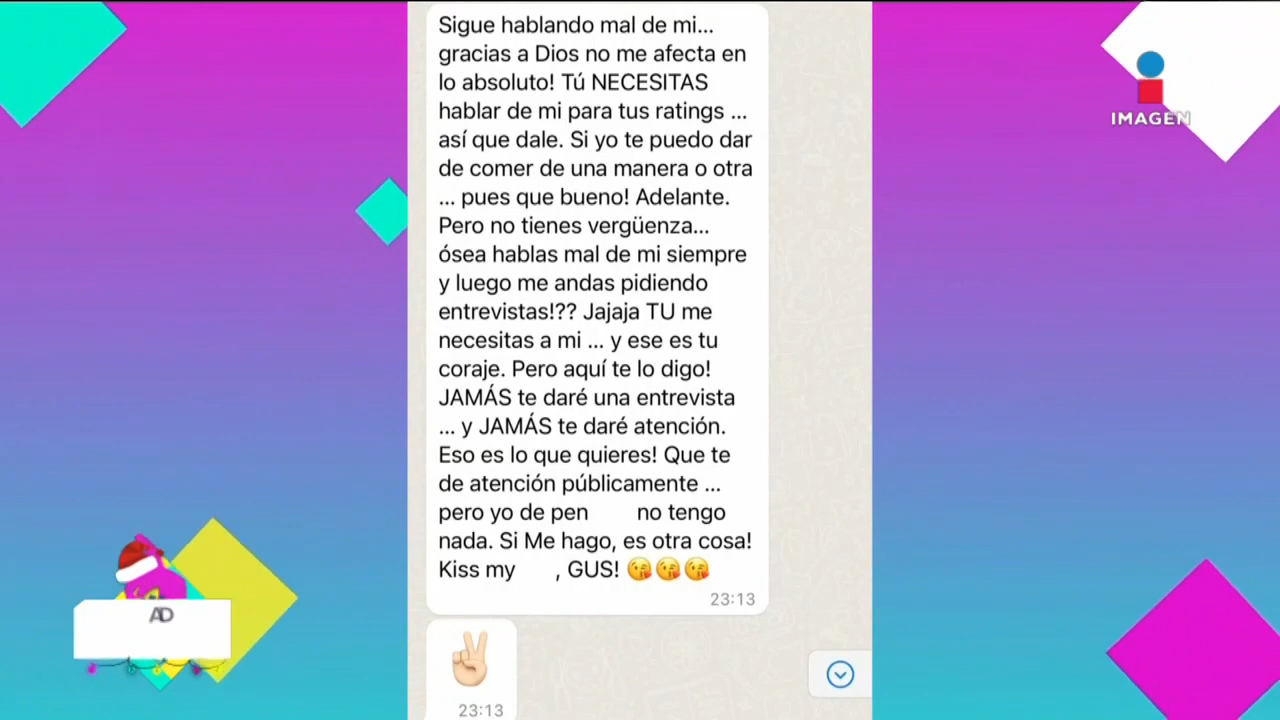 Sigue hablando mal de mi...
gracias a Dios no me afecta en
lo absoluto! Tú NECESITAS
hablar de mi para tus ratings ...
así que dale. Si yo te puedo dar
de comer de una manera o otra
... pues que bueno! Adelante.
Pero no tienes vergüenza...
ósea hablas mal de mi siempre
y luego me andas pidiendo
entrevistas!?? Jajaja TU me
necesitas a mi ... y ese es tu
coraje. Pero aquí te lo digo!
JAMÁS te daré una entrevista
... y JAMÁS te daré atención.
Eso es lo que quieres! Que te
de atención públicamente ...
pero yo de pen no tengo
nada. Si Me hago, es otra cosa!
Kiss my , GUS! 😘😘😘
23:13
✌🏻
23:13
IMAGEN
AD